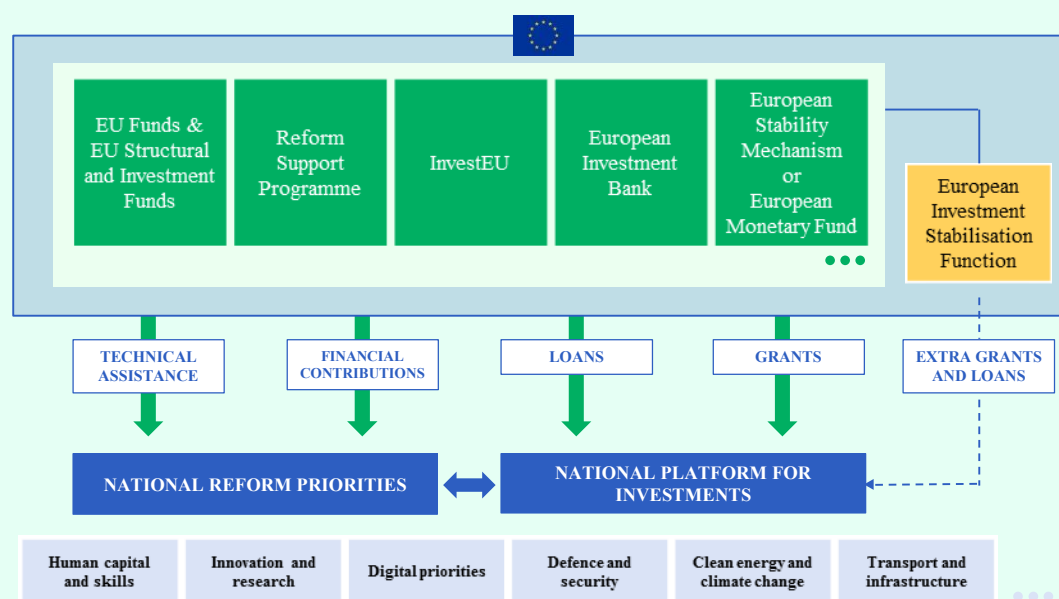 EU Funds &
EU Structural
and Investment
Funds
Reform
Support
Programme
InvestEU
European
Investment
Bank
European
Stability
Mechanism
or
European
Monetary Fund
European
Investment
Stabilisation
Function
TECHNICAL
ASSISTANCE
FINANCIAL
CONTRIBUTIONS
LOANS
GRANTS
EXTRA GRANTS
AND LOANS
NATIONAL REFORM PRIORITIES
NATIONAL PLATFORM FOR
INVESTMENTS
Human capital
and skills
Innovation and
research
Digital priorities
Defence and
security
Clean energy and
climate change
Transport and
infrastructure